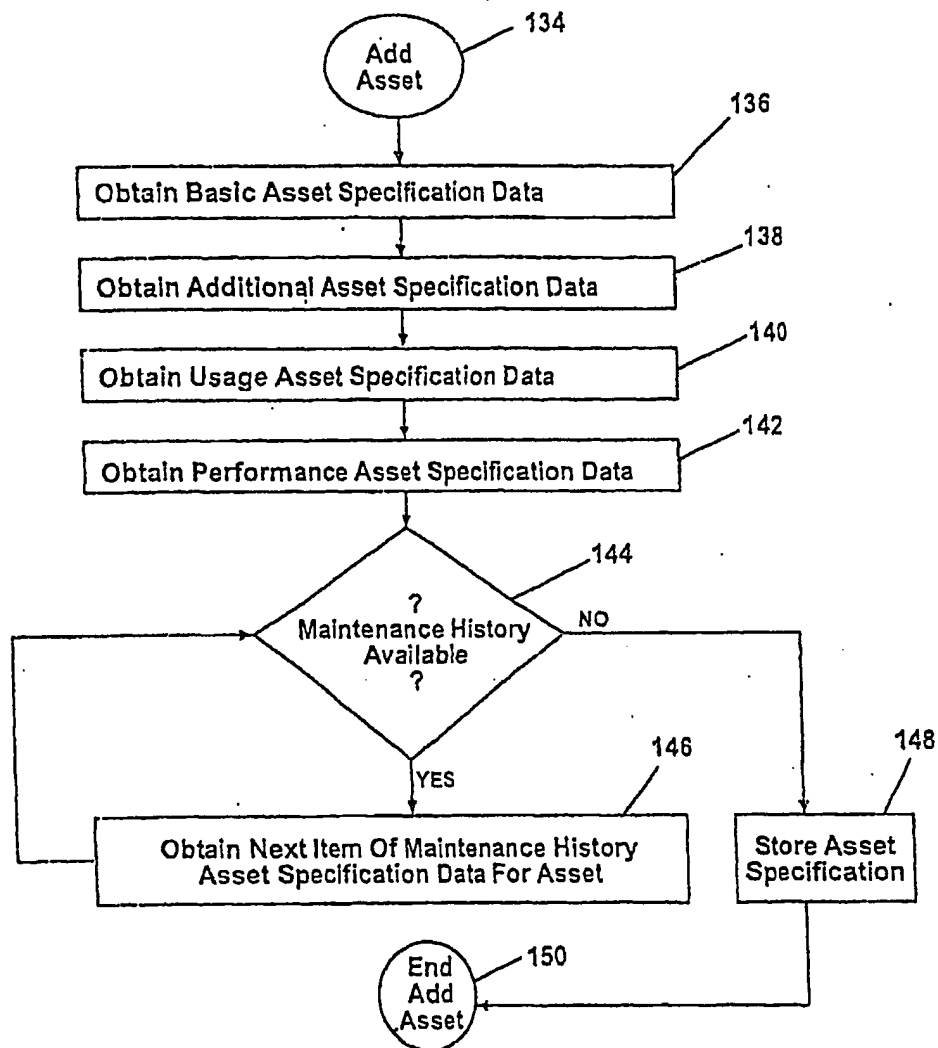 Add
Asset
134
136
Obtain Basic Asset Specification Data
138
Obtain Additional Asset Specification Data
140
Obtain Usage Asset Specification Data
142
Obtain Performance Asset Specification Data
144
?
Maintenance History
Available
?
NO
YES
146
148
Obtain Next Item Of Maintenance History
Asset Specification Data For Asset
Store Asset
Specification
End
Add
Asset
150